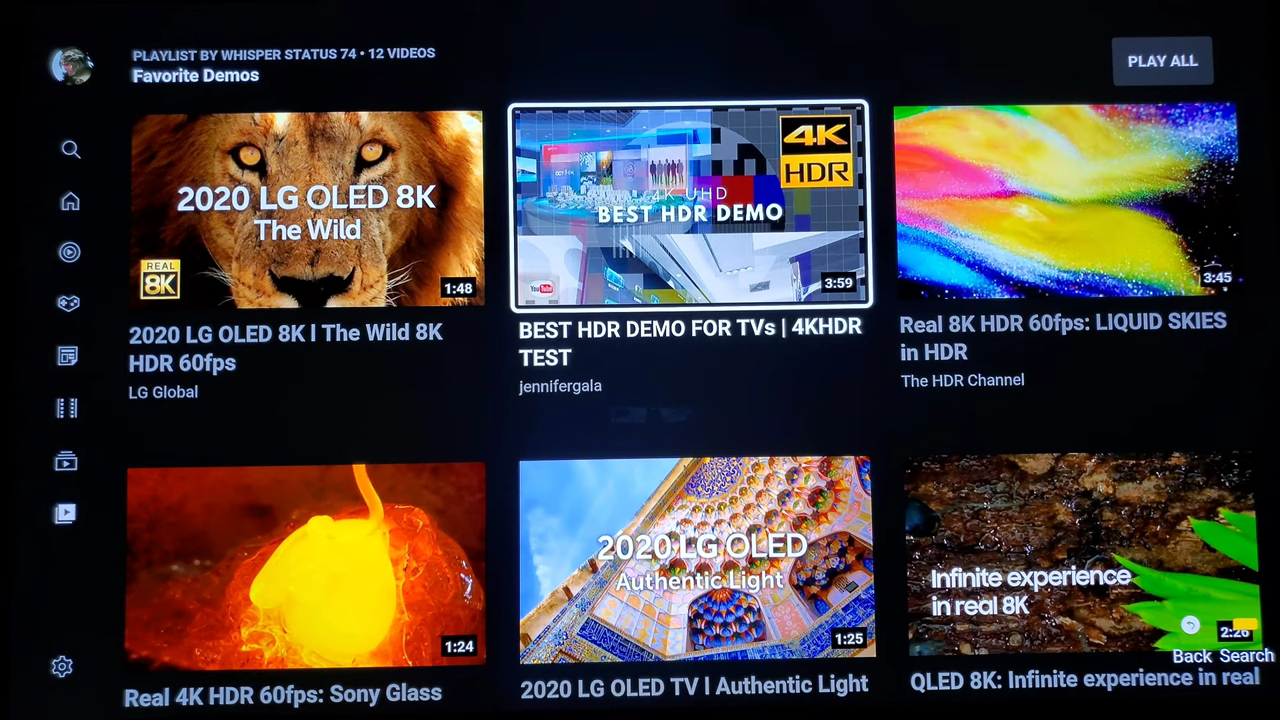 PLAYLIST BY WHISPER STATUS 74 • 12 VIDEOS
Favorite Demos
PLAY ALL
2020 LG OLED 8K
The Wild
REAL
8K
1:48
4K
HDR
4K UHD
BEST HDR DEMO
YouTube
3:59
3:45
2020 LG OLED 8K l The Wild 8K
HDR 60fps
LG Global
BEST HDR DEMO FOR TVs | 4KHDR
TEST
jennifergala
Real 8K HDR 60fps: LIQUID SKIES
in HDR
The HDR Channel
1:24
2020 LG OLED
Authentic Light
1:25
Infinite experience
in real 8K
2:26
Back Search
Real 4K HDR 60fps: Sony Glass
2020 LG OLED TV l Authentic Light
QLED 8K: Infinite experience in real